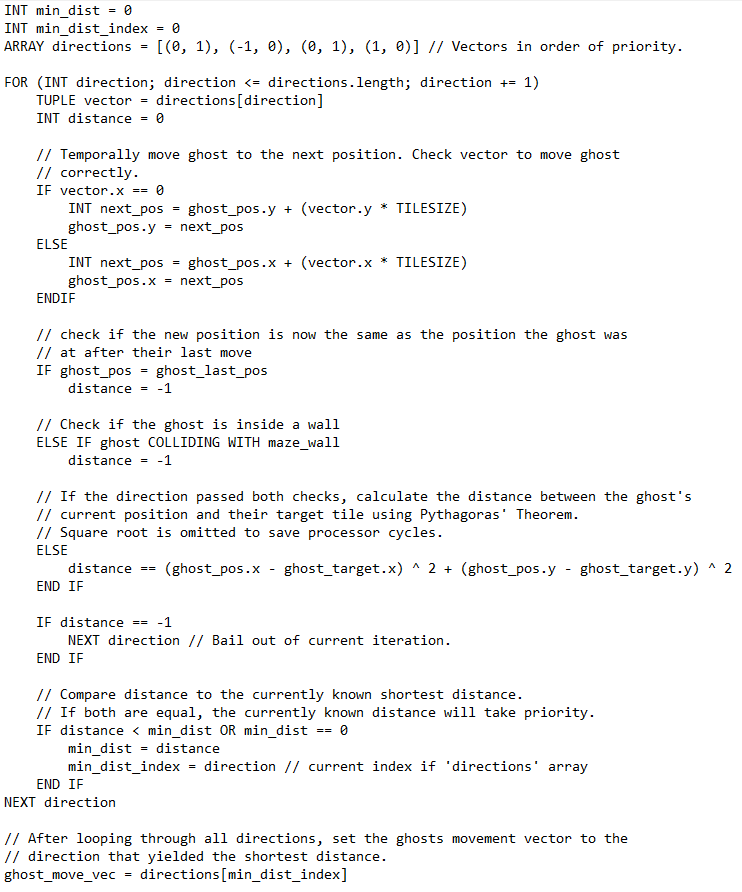 INT min_dist = 0
INT min_dist_index = 0
ARRAY directions = [(0, 1), (-1, 0), (0, 1), (1, 0)] // Vectors in order of priority.

FOR (INT direction; direction <= directions.length; direction += 1)
    TUPLE vector = directions[direction]
    INT distance = 0

    // Temporally move ghost to the next position. Check vector to move ghost
    // correctly.
    IF vector.x == 0
        INT next_pos = ghost_pos.y + (vector.y * TILESIZE)
        ghost_pos.y = next_pos
    ELSE
        INT next_pos = ghost_pos.x + (vector.x * TILESIZE)
        ghost_pos.x = next_pos
    ENDIF

    // check if the new position is now the same as the position the ghost was
    // at after their last move
    IF ghost_pos = ghost_last_pos
        distance = -1

    // Check if the ghost is inside a wall
    ELSE IF ghost COLLIDING WITH maze_wall
        distance = -1

    // If the direction passed both checks, calculate the distance between the ghost's
    // current position and their target tile using Pythagoras' Theorem.
    // Square root is omitted to save processor cycles.
    ELSE
        distance == (ghost_pos.x - ghost_target.x) ^ 2 + (ghost_pos.y - ghost_target.y) ^ 2
    END IF

    IF distance == -1
        NEXT direction // Bail out of current iteration.
    END IF

    // Compare distance to the currently known shortest distance.
    // If both are equal, the currently known distance will take priority.
    IF distance < min_dist OR min_dist == 0
        min_dist = distance
        min_dist_index = direction // current index if 'directions' array
    END IF
NEXT direction

// After looping through all directions, set the ghosts movement vector to the
// direction that yielded the shortest distance.
ghost_move_vec = directions[min_dist_index]